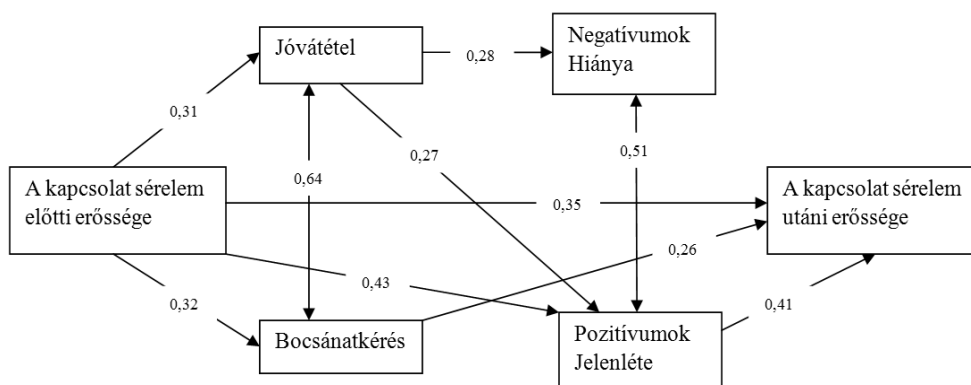 Jóvátétel
0,28
Negatívumok
Hiánya
0,31
0,27
0,51
0,64
A kapcsolat sérelem
előtti erőssége
0,35
A kapcsolat sérelem
utáni erőssége
0,26
0,43
0,32
0,41
Bocsánatkérés
Pozitívumok
Jelenléte